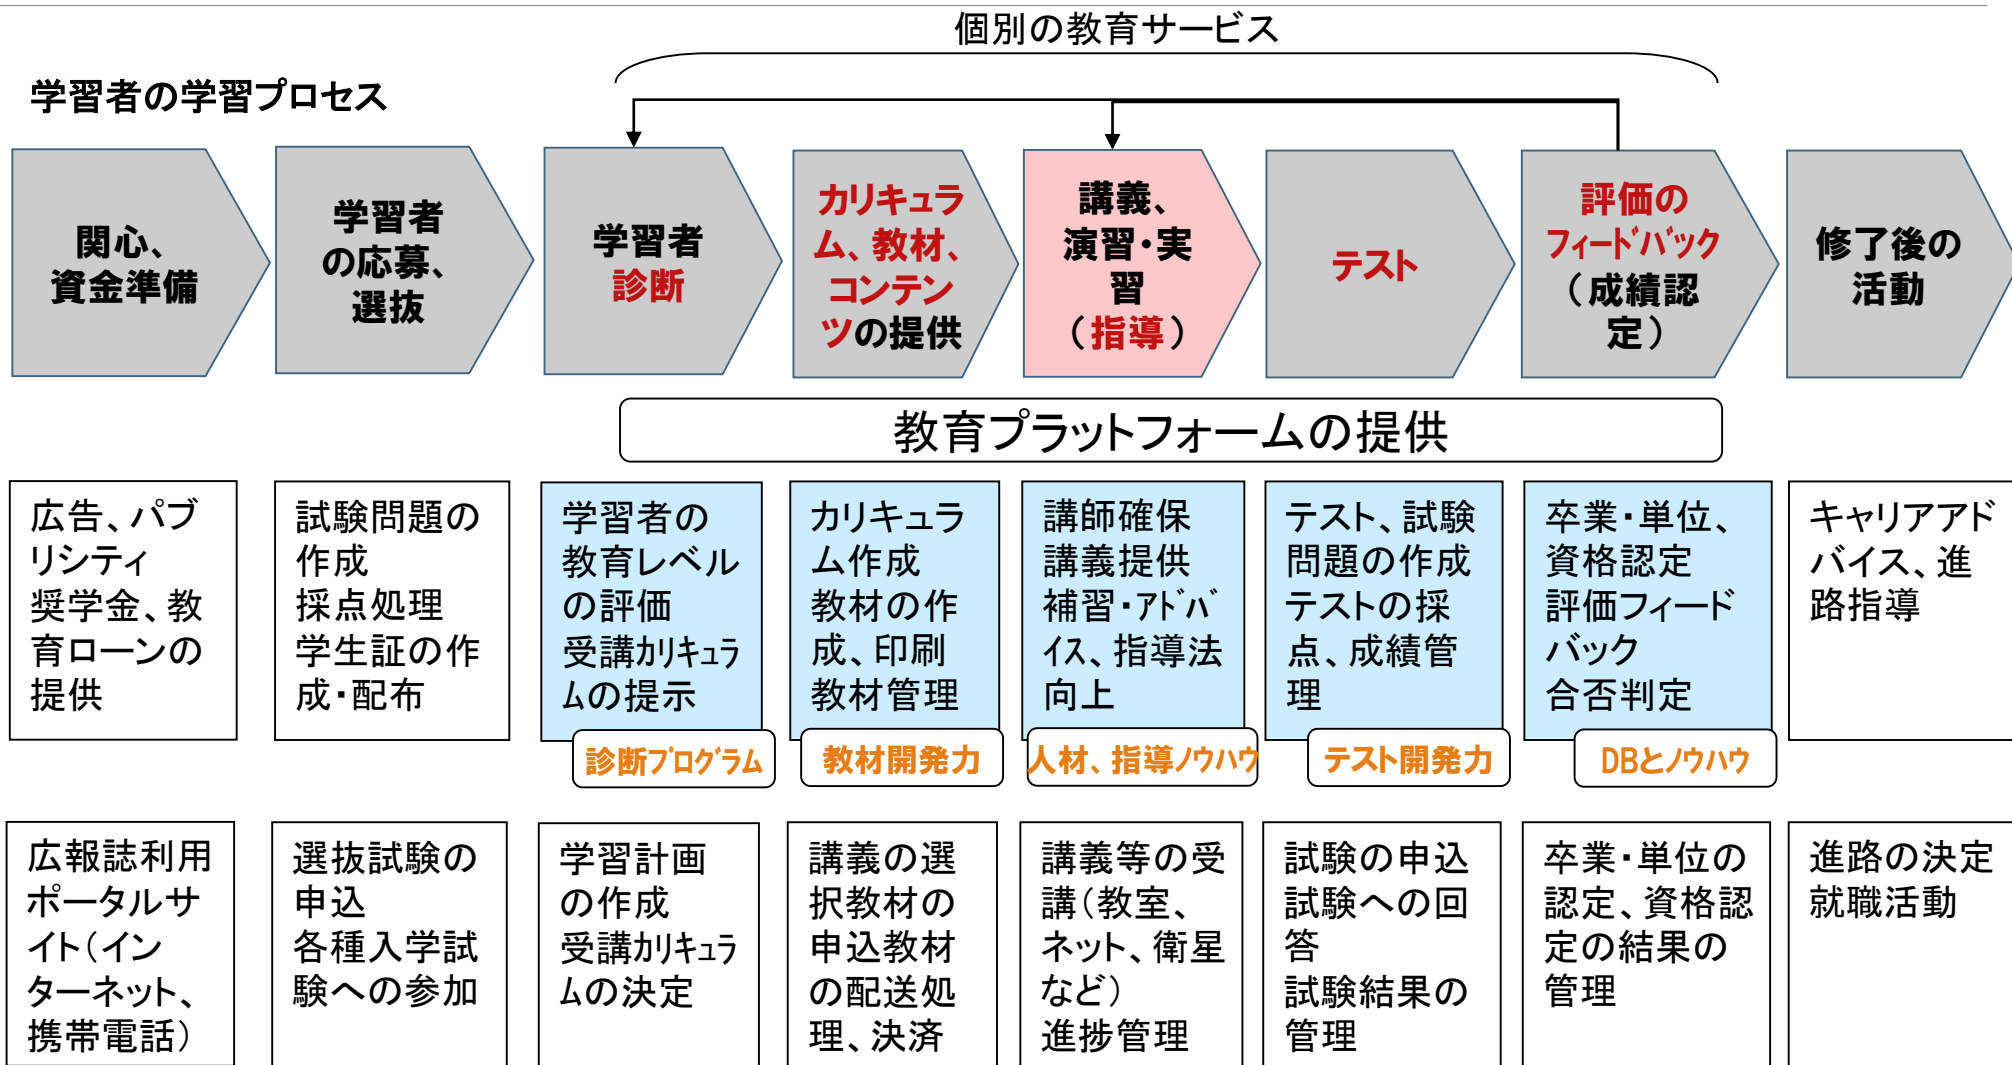 個別の教育サービス
学習者の学習プロセス
関心、
資金準備
学習者
の応募、
選抜
学習者
診断
カリキュラ
ム、教材、
コンテン
ツの提供
講義、
演習・実
習
（指導）
テスト
評価の
フィードバック
（成績認
定）
修了後の
活動
教育プラットフォームの提供
広告、パブ
リシティ
奨学金、教
育ローンの
提供
試験問題の
作成
採点処理
学生証の作
成・配布
学習者の
教育レベル
の評価
受講カリキュラ
ムの提示
カリキュラ
ム作成
教材の作
成、印刷
教材管理
講師確保
講義提供
補習・アドバ
イス、指導法
向上
テスト、試験
問題の作成
テストの採
点、成績管
理
卒業・単位、
資格認定
評価フィード
バック
合否判定
キャリアアド
バイス、進
路指導
診断プログラム
教材開発力
人材、指導ノウハウ
テスト開発力
DBとノウハウ
広報誌利用
ポータルサ
イト（イン
ターネット、
携帯電話）
選抜試験の
申込
各種入学試
験への参加
学習計画
の作成
受講カリキュラ
ムの決定
講義の選
択教材の
申込教材
の配送処
理、決済
講義等の受
講（教室、
ネット、衛星
など）
進捗管理
試験の申込
試験への回
答
試験結果の
管理
卒業・単位の
認定、資格認
定の結果の
管理
進路の決定
就職活動